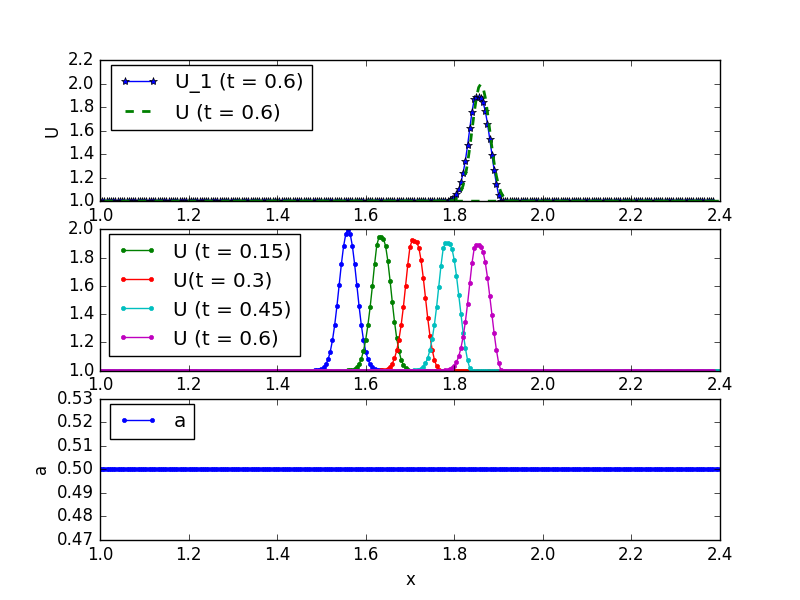 2.2
2.0
1.8
1.6
1.4
1.2
1.0
U
U_1 (t = 0.6)
U (t = 0.6)
1.0 1.2 1.4 1.6 1.8 2.0 2.2 2.4
2.0
1.8
1.6
1.4
1.2
1.0
U (t = 0.15)
U(t = 0.3)
U (t = 0.45)
U (t = 0.6)
1.0 1.2 1.4 1.6 1.8 2.0 2.2 2.4
0.53
0.52
0.51
0.50
0.49
0.48
0.47
a
a
1.0 1.2 1.4 1.6 1.8 2.0 2.2 2.4
x